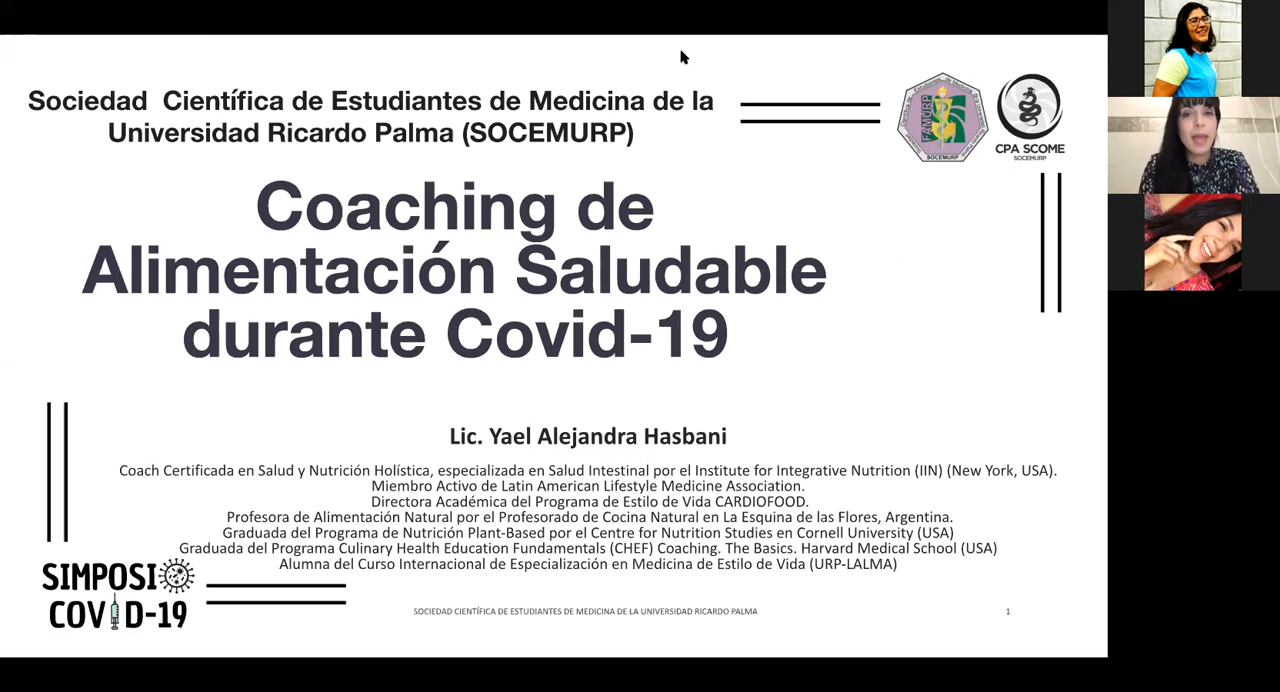 Sociedad Científica de Estudiantes de Medicina de la
Universidad Ricardo Palma (SOCEMURP)
FAMURP
SOCEMURP
CPA SCOME
SOCEMURP
Coaching de
Alimentación Saludable
durante Covid-19
Lic. Yael Alejandra Hasbani
Coach Certificada en Salud y Nutrición Holística, especializada en Salud Intestinal por el Institute for Integrative Nutrition (IIN) (New York, USA).
Miembro Activo de Latin American Lifestyle Medicine Association.
Directora Académica del Programa de Estilo de Vida CARDIOFOOD.
Profesora de Alimentación Natural por el Profesorado de Cocina Natural en La Esquina de las Flores, Argentina.
Graduada del Programa de Nutrición Plant-Based por el Centre for Nutrition Studies en Cornell University (USA)
Graduada del Programa Culinary Health Education Fundamentals (CHEF) Coaching. The Basics. Harvard Medical School (USA)
Alumna del Curso Internacional de Especialización en Medicina de Estilo de Vida (URP-LALMA)
SIMPOSIO
COVID-19
SOCIEDAD CIENTÍFICA DE ESTUDIANTES DE MEDICINA DE LA UNIVERSIDAD RICARDO PALMA
1